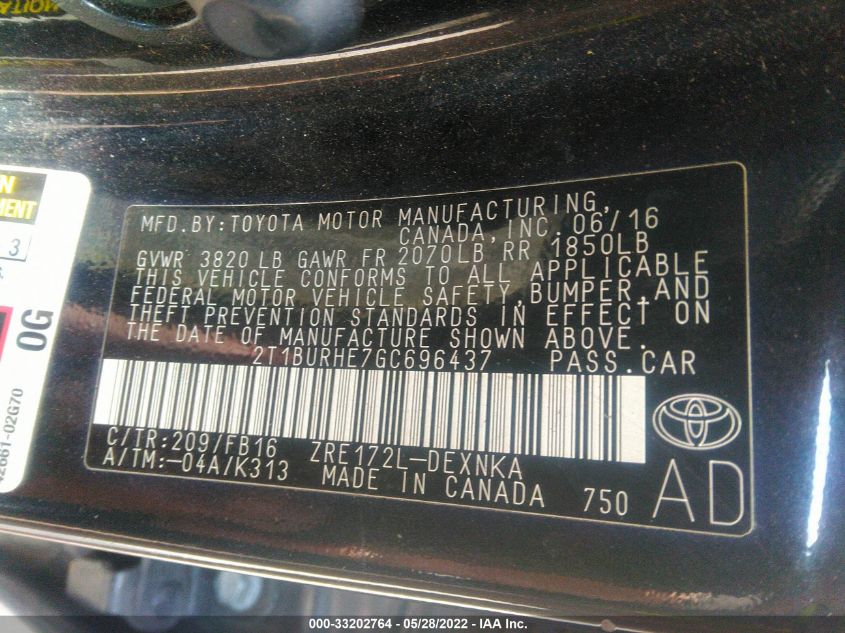 MFD.BY:TOYOTA MOTOR MANUFACTURING,
CANADA,INC. 06/16
GVWR 3820 LB GAWR FR 2070LB RR 1850LB
THIS VEHICLE CONFORMS TO ALL APPLICABLE
FEDERAL MOTOR VEHICLE SAFETY,BUMPER,AND
THEFT PREVENTION STANDARDS IN EFFECT ON
THE DATE OF MANUFACTURE SHOWN ABOVE.
2T1BURHE7GC696437 PASS.CAR
C/TR:209/FB16 ZRE172L-DEXNKA
A/TM:-04A/K313 MADE IN CANADA 750
AD
3
0G
42661-02G70
000-33202764 - 05/28/2022 - IAA Inc.